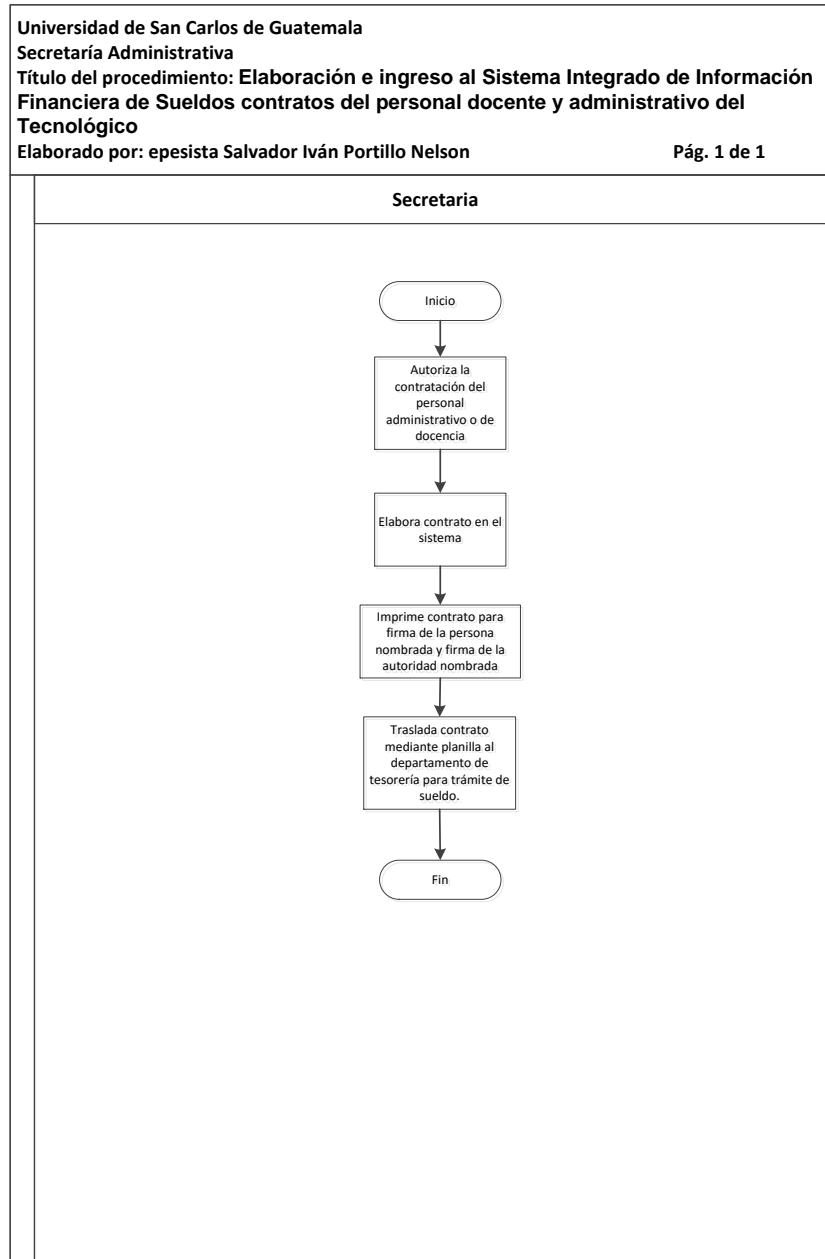 Universidad de San Carlos de Guatemala
Secretaría Administrativa
Título del procedimiento: Elaboración e ingreso al Sistema Integrado de Información
Financiera de Sueldos contratos del personal docente y administrativo del
Tecnológico
Elaborado por: epesista Salvador Iván Portillo Nelson Pág. 1 de 1
Secretaria
Inicio
Autoriza la
contratación del
personal
administrativo o de
docencia
Elabora contrato en el
sistema
Imprime contrato para
firma de la persona
nombrada y firma de la
autoridad nombrada
Traslada contrato
mediante planilla al
departamento de
tesorería para trámite de
sueldo.
Fin